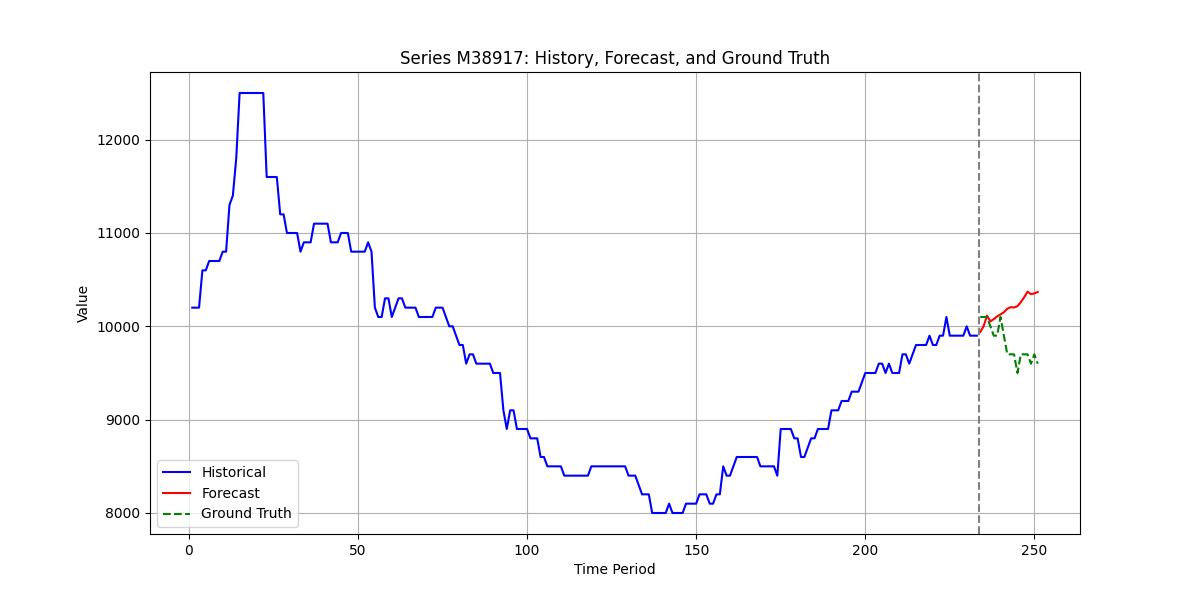 Series M38917: History, Forecast, and Ground Truth
12000
11000
10000
9000
8000
Value
Historical
Forecast
Ground Truth
0
50
100
150
200
250
Time Period